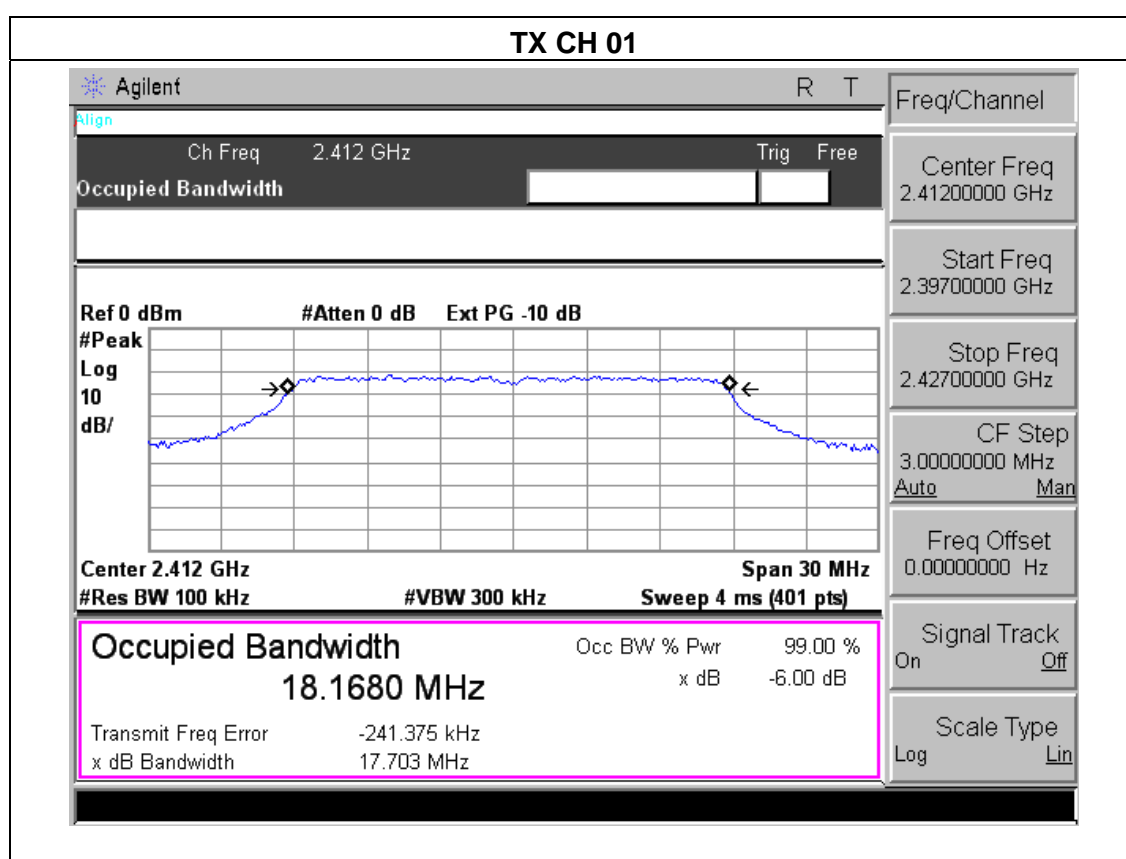 TX CH 01
Agilent R T
Align
Ch Freq 2.412 GHz Trig Free
Occupied Bandwidth
Ref 0 dBm #Atten 0 dB Ext PG -10 dB
#Peak
Log
10
dB/
Center 2.412 GHz Span 30 MHz
#Res BW 100 kHz #VBW 300 kHz Sweep 4 ms (401 pts)
Occupied Bandwidth
18.1680 MHz
Occ BW % Pwr 99.00 %
x dB -6.00 dB
Transmit Freq Error -241.375 kHz
x dB Bandwidth 17.703 MHz
Freq/Channel
Center Freq
2.41200000 GHz
Start Freq
2.39700000 GHz
Stop Freq
2.42700000 GHz
CF Step
3.00000000 MHz
Auto Man
Freq Offset
0.00000000 Hz
Signal Track
On Off
Scale Type
Log Lin